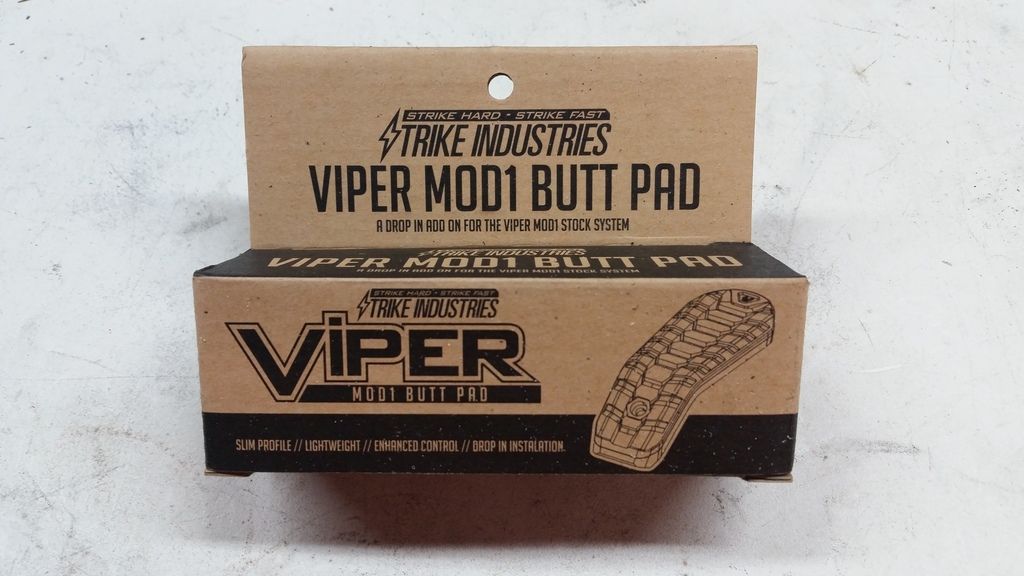 STRIKE HARD - STRIKE FAST
STRIKE INDUSTRIES
VIPER MOD1 BUTT PAD
A DROP IN ADD ON FOR THE VIPER MOD1 STOCK SYSTEM
STRIKE INDUSTRIES
VIPER MOD1 BUTT PAD
A DROP IN ADD ON FOR THE VIPER MOD1 STOCK SYSTEM
STRIKE HARD - STRIKE FAST
STRIKE INDUSTRIES
VIPER
MOD1 BUTT PAD
SLIM PROFILE // LIGHTWEIGHT // ENHANCED CONTROL // DROP IN INSTALATION.